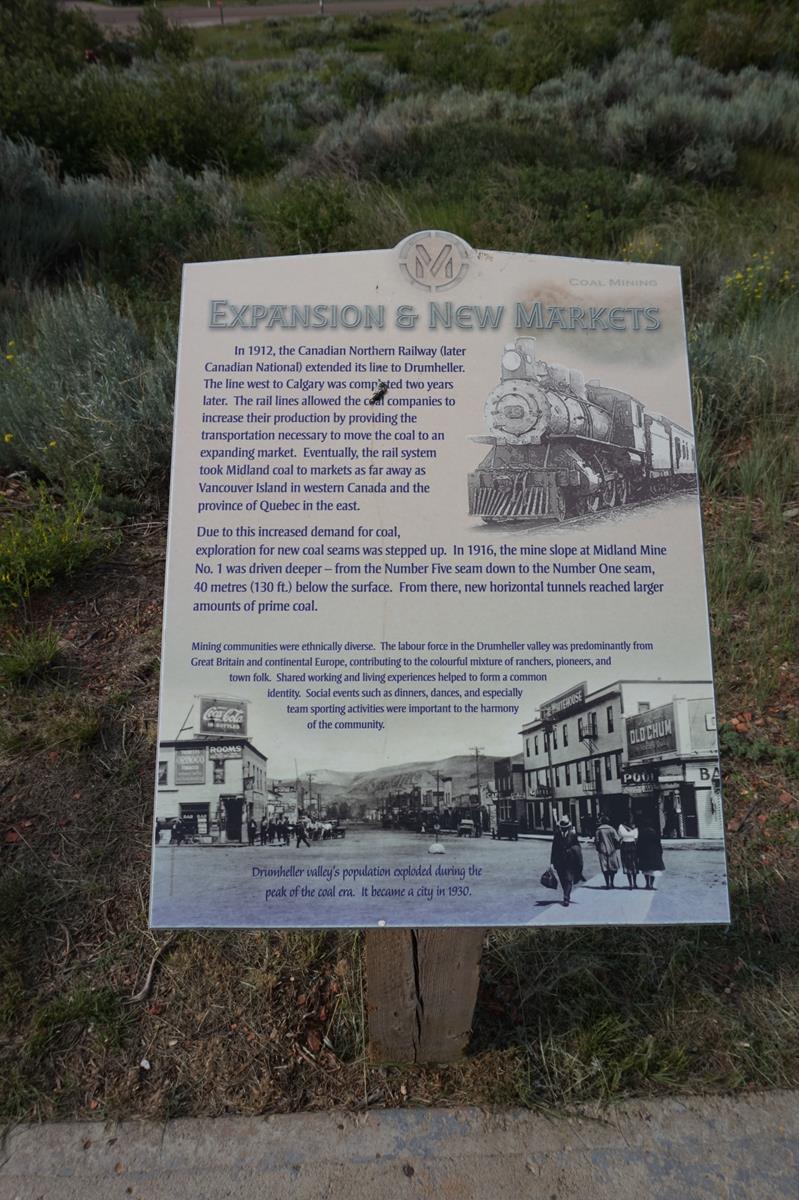 M
COAL MINING
EXPANSION & NEW MARKETS
In 1912, the Canadian Northern Railway (later
Canadian National) extended its line to Drumheller.
The line west to Calgary was completed two years
later. The rail lines allowed the coal companies to
increase their production by providing the
transportation necessary to move the coal to an
expanding market. Eventually, the rail system
took Midland coal to markets as far away as
Vancouver Island in western Canada and the
province of Quebec in the east.
Due to this increased demand for coal,
exploration for new coal seams was stepped up. In 1916, the mine slope at Midland Mine
No. 1 was driven deeper – from the Number Five seam down to the Number One seam,
40 metres (130 ft.) below the surface. From there, new horizontal tunnels reached larger
amounts of prime coal.
Mining communities were ethnically diverse. The labour force in the Drumheller valley was predominantly from
Great Britain and continental Europe, contributing to the colourful mixture of ranchers, pioneers, and
town folk. Shared working and living experiences helped to form a common
identity. Social events such as dinners, dances, and especially
team sporting activities were important to the harmony
of the community.
Coca-Cola
IN BOTTLES
ROOMS
ORINOCO
BAR BAR
WHITEHOUSE
OLD CHUM
POOL
BA
Drumheller valley's population exploded during the
peak of the coal era. It became a city in 1930.